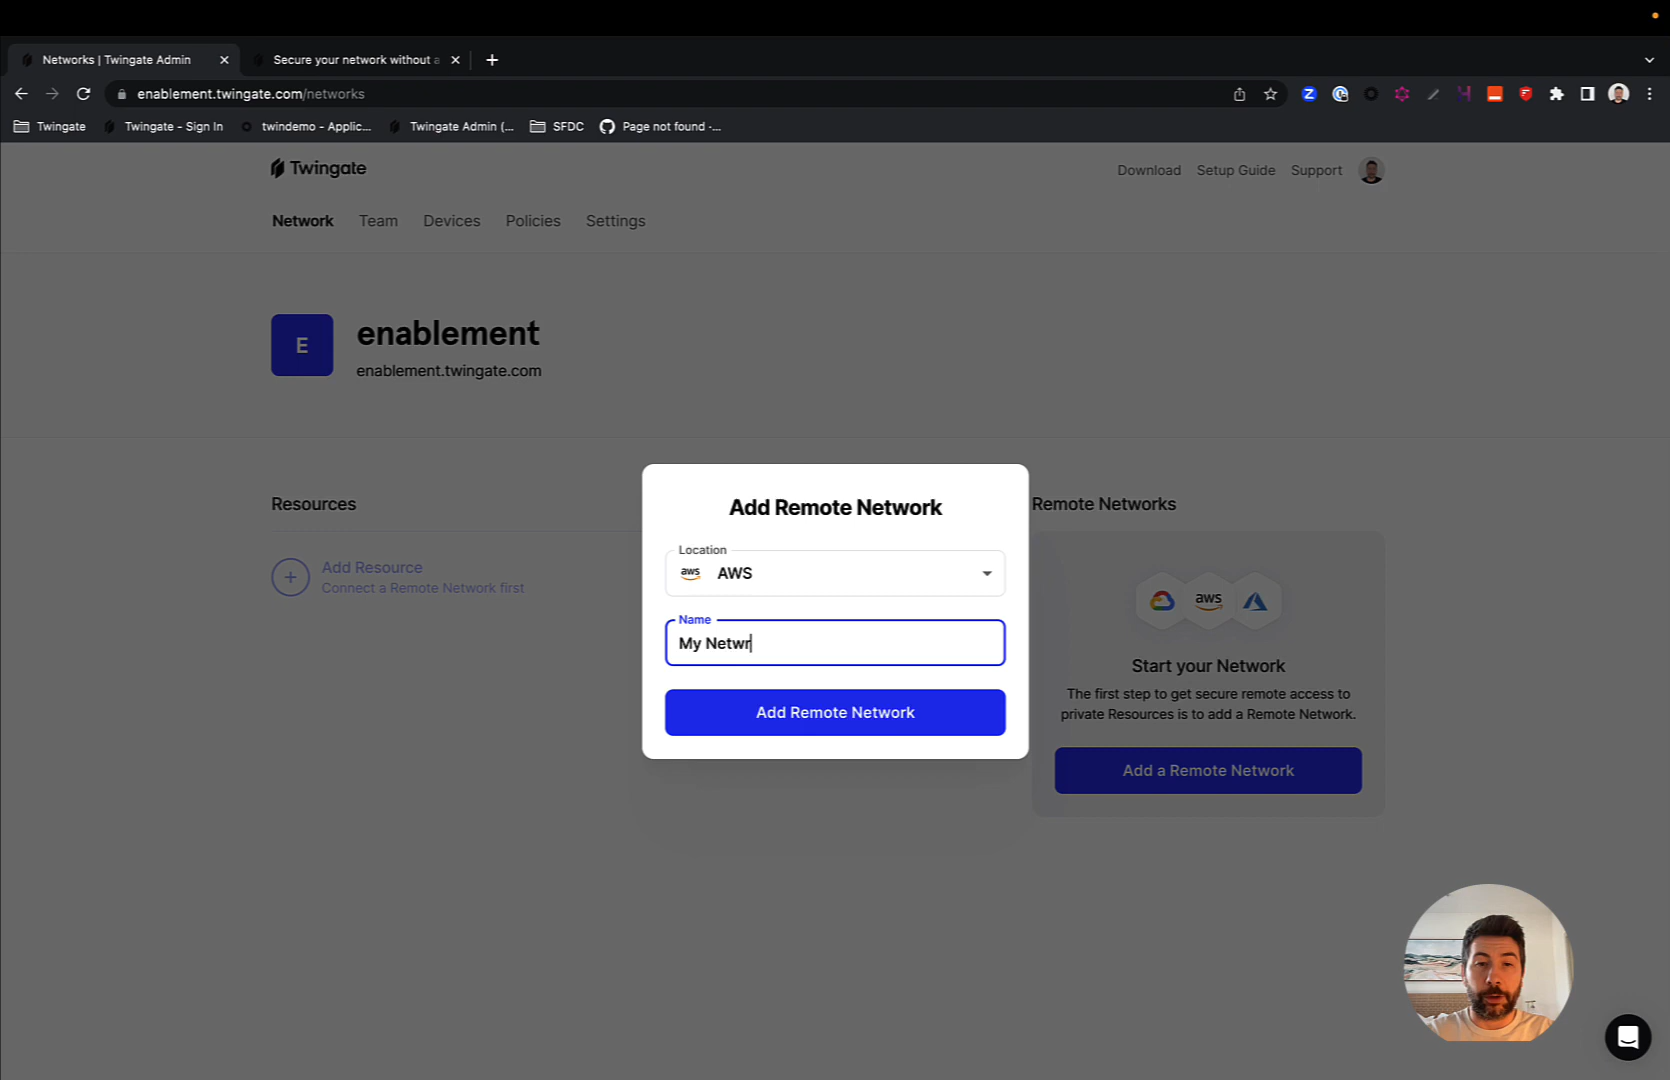 Networks | Twingate Admin
Secure your network without a
enablement.twingate.com/networks
Twingate
Twingate - Sign In
twindemo - Applic...
Twingate Admin (...
SFDC
Page not found ·...
Twingate
Download
Setup Guide
Support
Network
Team
Devices
Policies
Settings
E
enablement
enablement.twingate.com
Resources
Add Resource
Connect a Remote Network first
Add Remote Network
Location
aws
AWS
Name
My Netwr
Add Remote Network
Remote Networks
aws
Start your Network
The first step to get secure remote access to
private Resources is to add a Remote Network.
Add a Remote Network